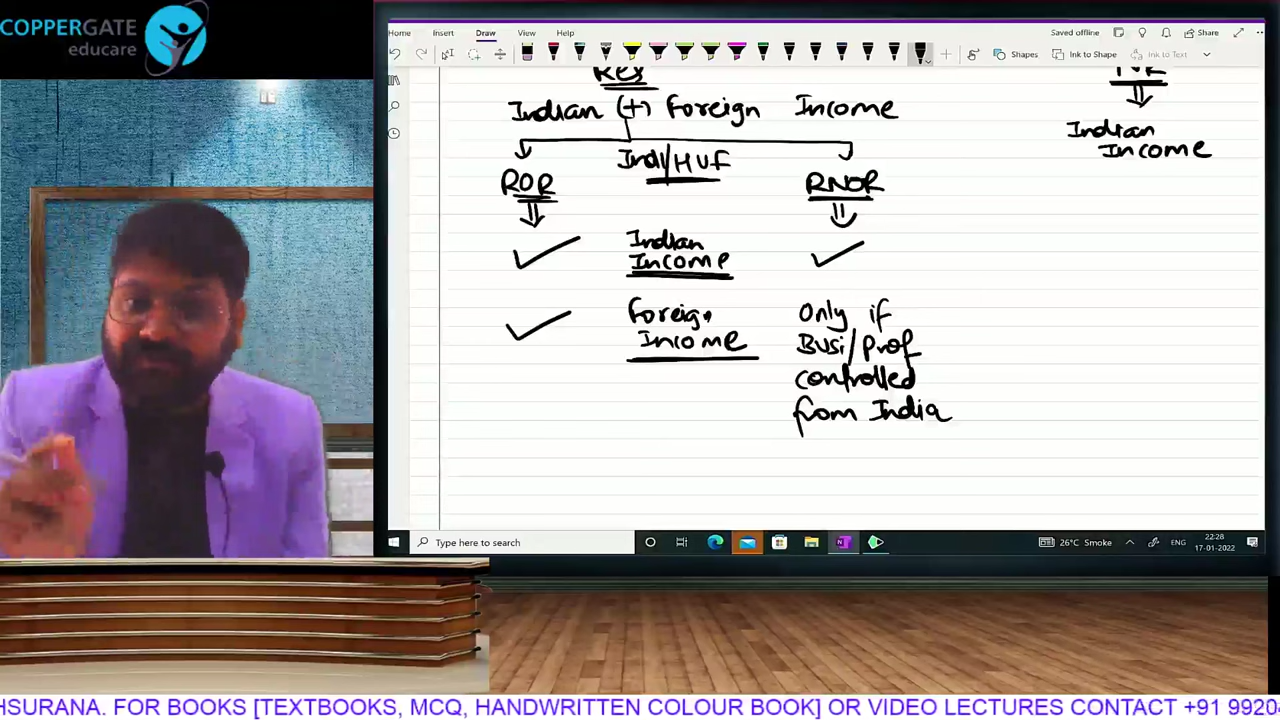 COPPERGATE
educare
Home Insert Draw View Help
Saved offline
Share
Shapes
Ink to Shape
Ink to Text
Res
Indian (+) Foreign Income
Indi/HUF
ROR
RNOR
Indian
Income
Indian
Income
Foreign
Income
Only if
Busi/Prof
controlled
from India
Type here to search
26°C Smoke
ENG
22:28
17-01-2022
HSURANA. FOR BOOKS [TEXTBOOKS, MCQ, HANDWRITTEN COLOUR BOOK] OR VIDEO LECTURES CONTACT +91 9920